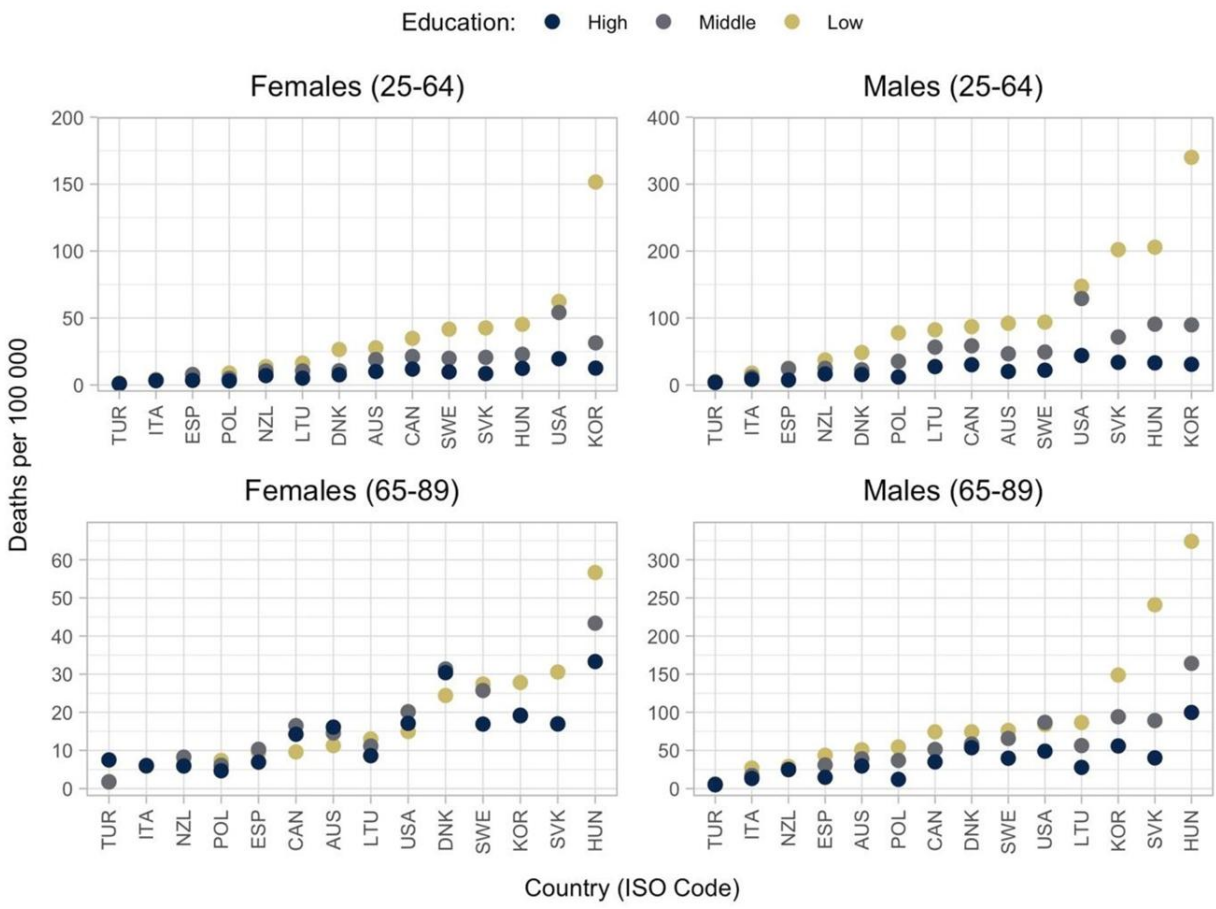 Education: High Middle Low
Females (25-64)
200
150
100
50
0
TUR ITA ESP POL NZL LTU DNK AUS CAN SWE SVK HUN USA KOR
Males (25-64)
400
300
200
100
0
TUR ITA ESP NZL DNK POL LTU CAN AUS SWE USA SVK HUN KOR
Deaths per 100 000
Females (65-89)
60
50
40
30
20
10
0
TUR ITA NZL POL ESP CAN AUS LTU USA DNK SWE KOR SVK HUN
Males (65-89)
300
250
200
150
100
50
0
TUR ITA NZL ESP AUS POL CAN DNK SWE USA LTU KOR SVK HUN
Country (ISO Code)